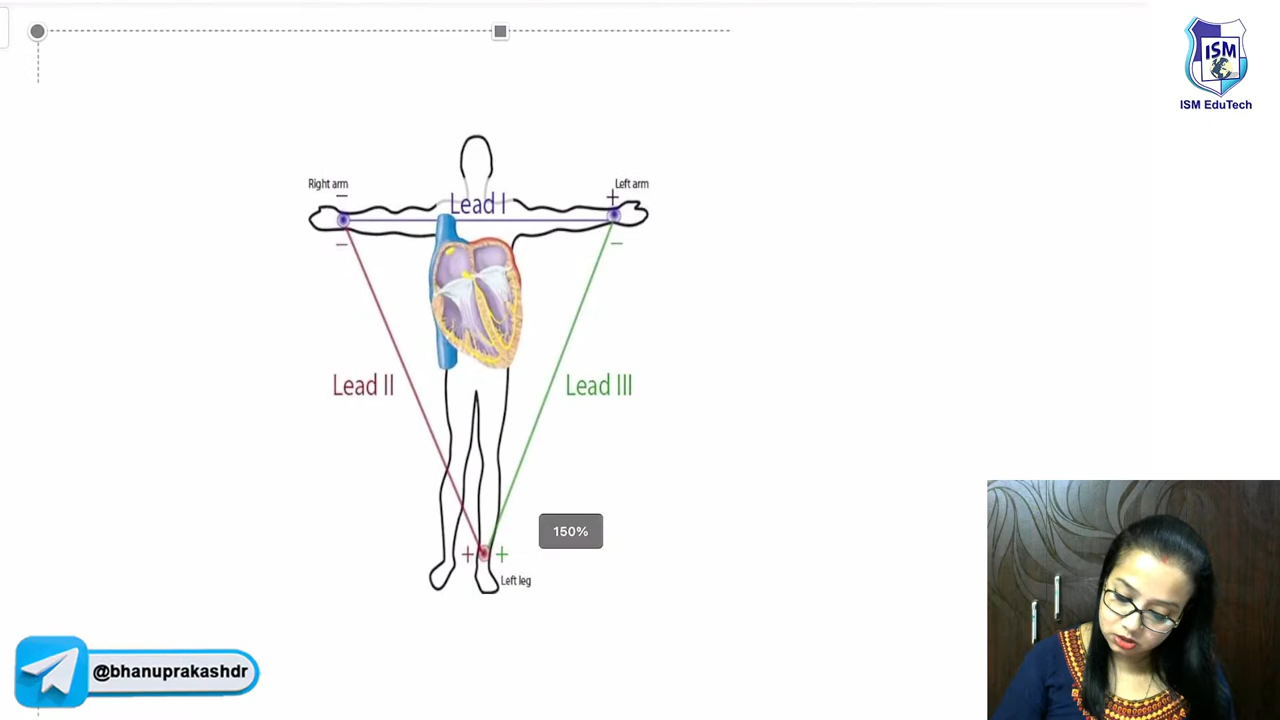 ISM
ISM EduTech
Right arm
Left arm
−
+
Lead I
−
−
Lead II
Lead III
150%
+
+
Left leg
@bhanuprakashdr